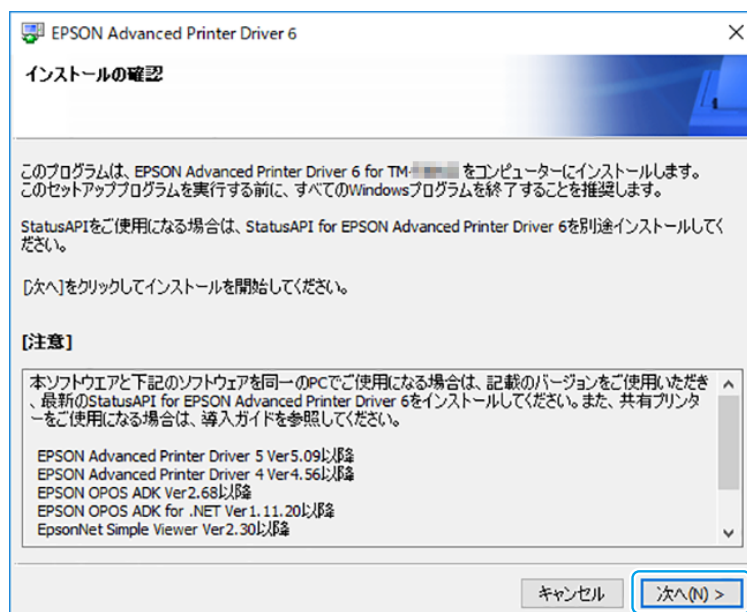 EPSON Advanced Printer Driver 6
インストールの確認
このプログラムは、EPSON Advanced Printer Driver 6 for TM- をコンピューターにインストールします。
このセットアッププログラムを実行する前に、すべてのWindowsプログラムを終了することを推奨します。
StatusAPIをご使用になる場合は、StatusAPI for EPSON Advanced Printer Driver 6を別途インストールしてく
ださい。
[次へ]をクリックしてインストールを開始してください。
[注意]
本ソフトウエアと下記のソフトウェアを同一のPCでご使用になる場合は、記載のバージョンをご使用いただき
、最新のStatusAPI for EPSON Advanced Printer Driver 6をインストールしてください。また、共有プリンタ
ーをご使用になる場合は、導入ガイドを参照してください。
EPSON Advanced Printer Driver 5 Ver5.09以降
EPSON Advanced Printer Driver 4 Ver4.56以降
EPSON OPOS ADK Ver2.68以降
EPSON OPOS ADK for .NET Ver1.11.20以降
EpsonNet Simple Viewer Ver2.30以降
キャンセル
次へ(N) >